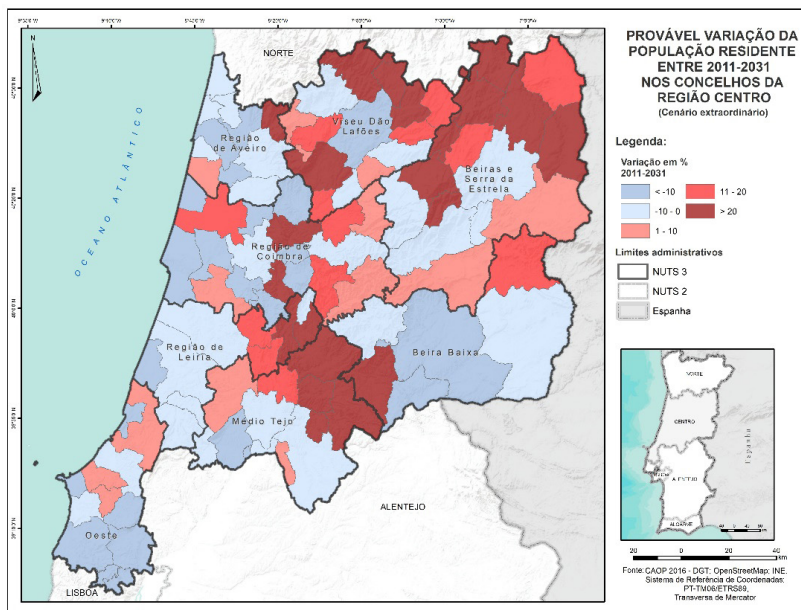 PROVÁVEL VARIAÇÃO DA
POPULAÇÃO RESIDENTE
ENTRE 2011-2031
NOS CONCELHOS DA
REGIÃO CENTRO
(Cenário extraordinário)
Legenda:
Variação em %
2011-2031
< -10
-10 - 0
1 - 10
11 - 20
> 20
Limites administrativos
NUTS 3
NUTS 2
Espanha
N
OCEANO ATLÂNTICO
NORTE
Viseu Dão
Lafões
Região
de Aveiro
Beiras e
Serra da
Estrela
Região de
Coimbra
Região de
Leiria
Beira Baixa
Médio Tejo
Oeste
ALENTEJO
LISBOA
NORTE
CENTRO
Espanha
ALENTEJO
ALGARVE
20 0 20 40
km
Fonte: CAOP 2016 - DGT: OpenStreetMap: INE.
Sistema de Referência de Coordenadas:
PT-TM06/ETRS89,
Transversa de Mercator